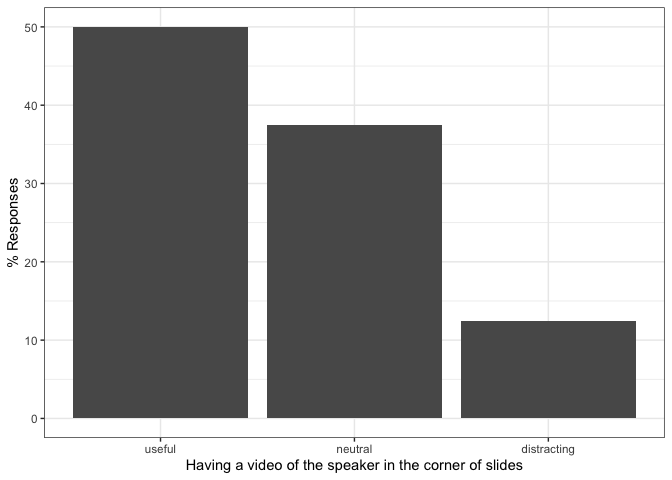 % Responses
50
40
30
20
10
0
useful
neutral
distracting
Having a video of the speaker in the corner of slides